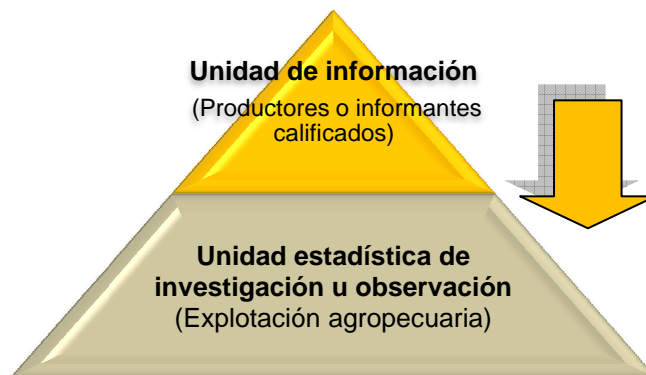 Unidad de información
(Productores o informantes
calificados)
Unidad estadística de
investigación u observación
(Explotación agropecuaria)